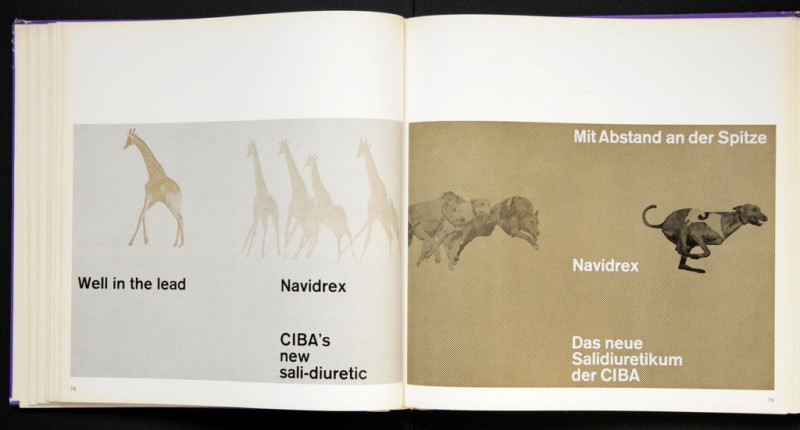 Well in the lead
Navidrex
CIBA's
new
sali-diuretic
78
Mit Abstand an der Spitze
Navidrex
Das neue
Salidiuretikum
der CIBA
79